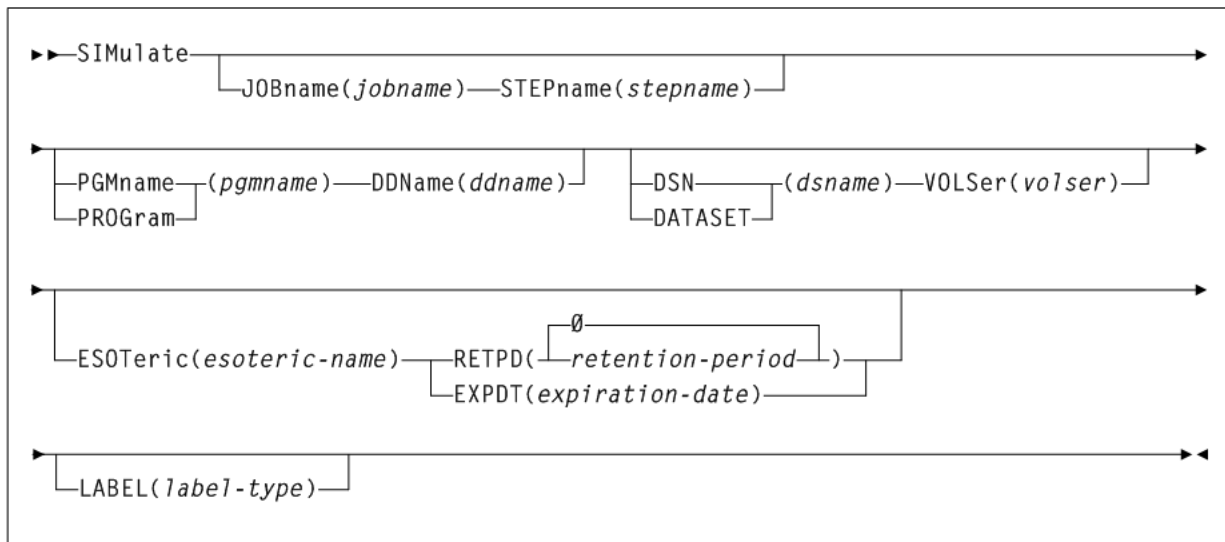 SIMulate
JOBname(jobname) STEPname(stepname)
PGMname (pgmname) DDName(ddname) DSN (dsname) VOLSer(volser)
PROGram DATASET
0
ESOTeric(esoteric-name) RETPD( retention-period )
EXPDT(expiration-date)
LABEL(label-type)